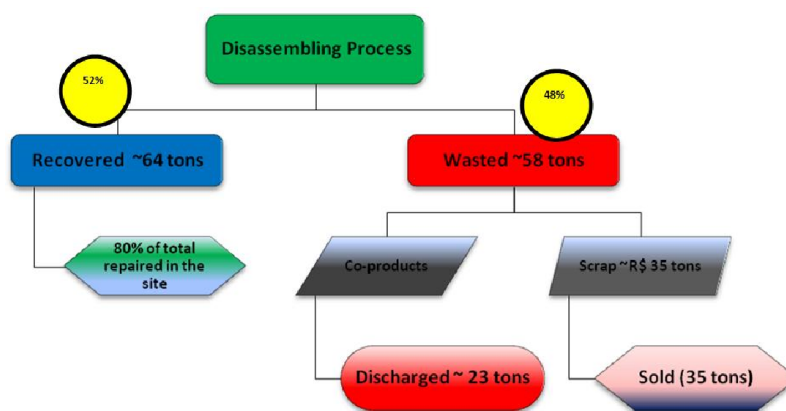 Disassembling Process
52%
48%
Recovered ~64 tons
Wasted ~58 tons
80% of total
repaired in the
site
Co-products
Scrap ~R$ 35 tons
Discharged ~ 23 tons
Sold (35 tons)